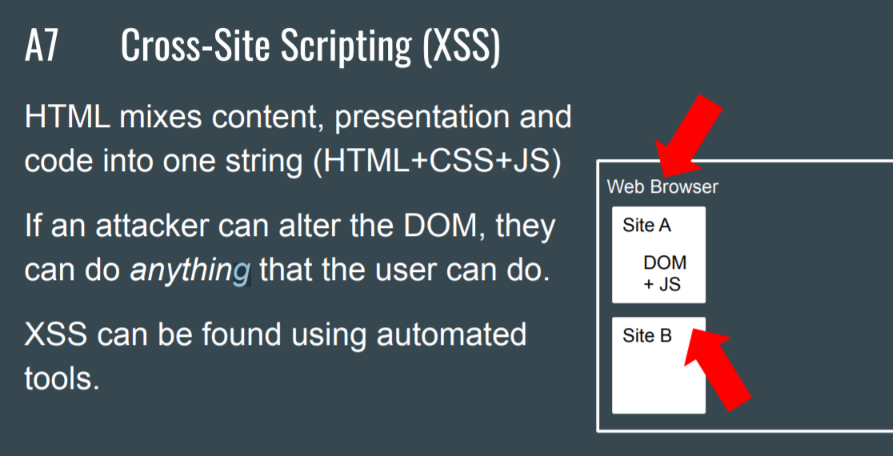 A7 Cross-Site Scripting (XSS)
HTML mixes content, presentation and
code into one string (HTML+CSS+JS)
If an attacker can alter the DOM, they
can do anything that the user can do.
XSS can be found using automated
tools.
Web Browser
Site A
DOM
+ JS
Site B